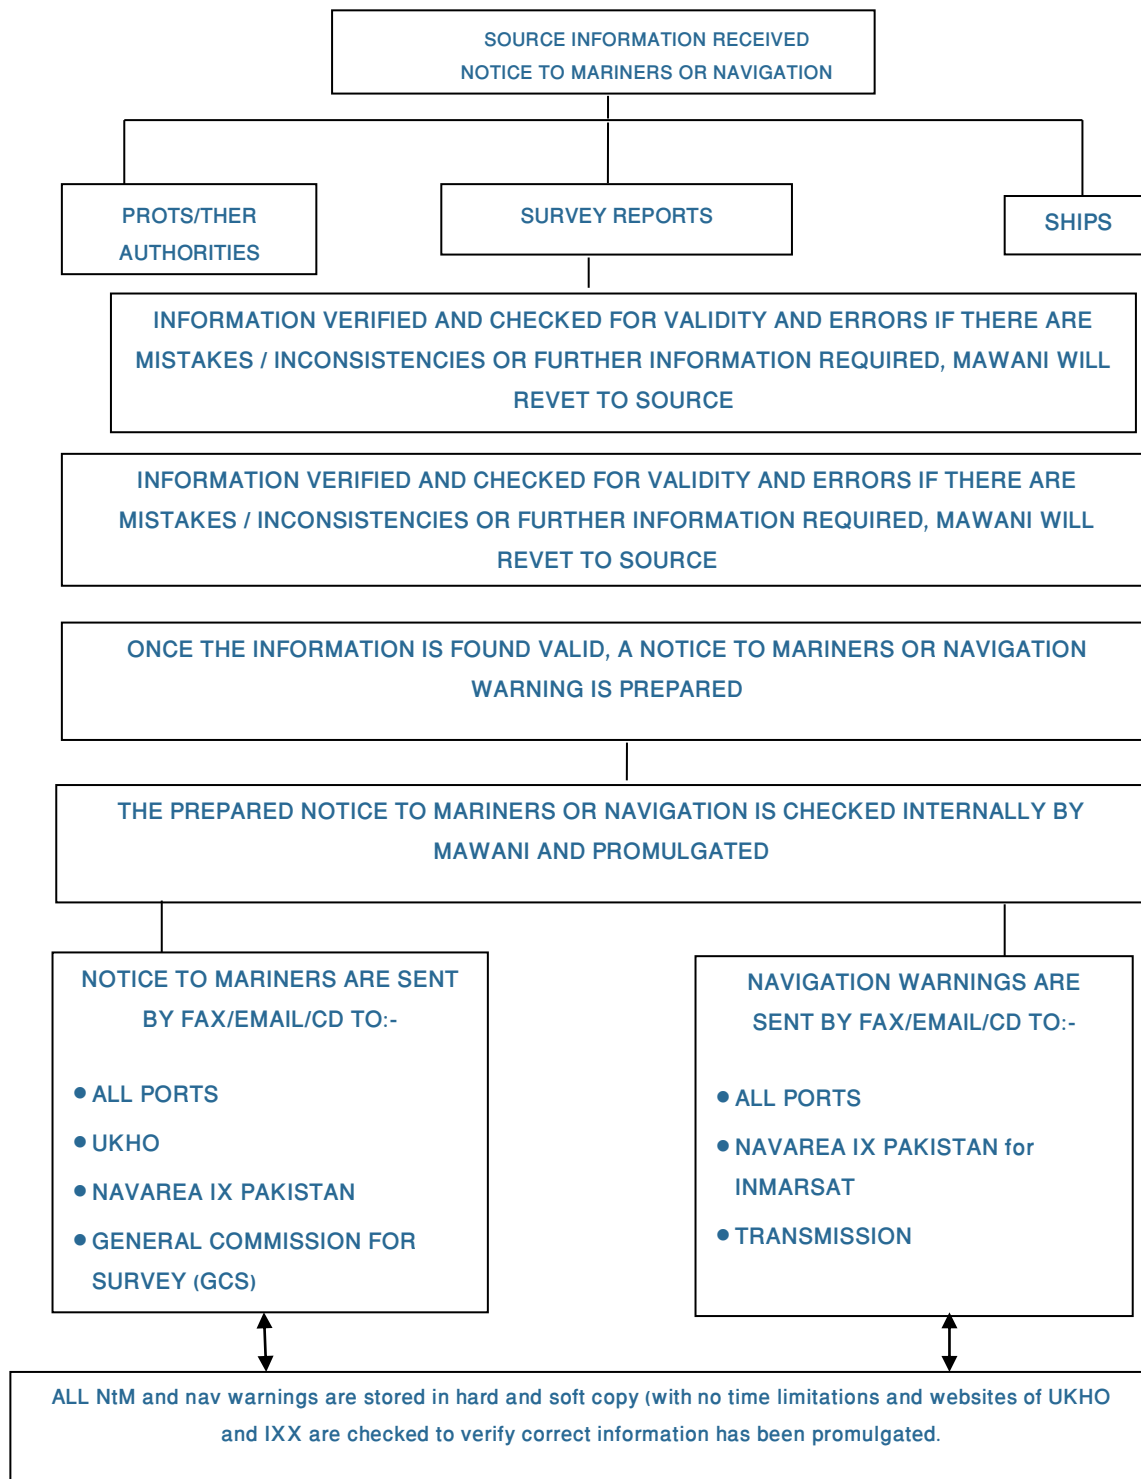 SOURCE INFORMATION RECEIVED
NOTICE TO MARINERS OR NAVIGATION
PROTS/THER
AUTHORITIES
SURVEY REPORTS
SHIPS
INFORMATION VERIFIED AND CHECKED FOR VALIDITY AND ERRORS IF THERE ARE
MISTAKES / INCONSISTENCIES OR FURTHER INFORMATION REQUIRED, MAWANI WILL
REVET TO SOURCE
INFORMATION VERIFIED AND CHECKED FOR VALIDITY AND ERRORS IF THERE ARE
MISTAKES / INCONSISTENCIES OR FURTHER INFORMATION REQUIRED, MAWANI WILL
REVET TO SOURCE
ONCE THE INFORMATION IS FOUND VALID, A NOTICE TO MARINERS OR NAVIGATION
WARNING IS PREPARED
THE PREPARED NOTICE TO MARINERS OR NAVIGATION IS CHECKED INTERNALLY BY
MAWANI AND PROMULGATED
NOTICE TO MARINERS ARE SENT
BY FAX/EMAIL/CD TO:-
● ALL PORTS
● UKHO
● NAVAREA IX PAKISTAN
● GENERAL COMMISSION FOR
SURVEY (GCS)
NAVIGATION WARNINGS ARE
SENT BY FAX/EMAIL/CD TO:-
● ALL PORTS
● NAVAREA IX PAKISTAN for
INMARSAT
● TRANSMISSION
ALL NtM and nav warnings are stored in hard and soft copy (with no time limitations and websites of UKHO
and IXX are checked to verify correct information has been promulgated.